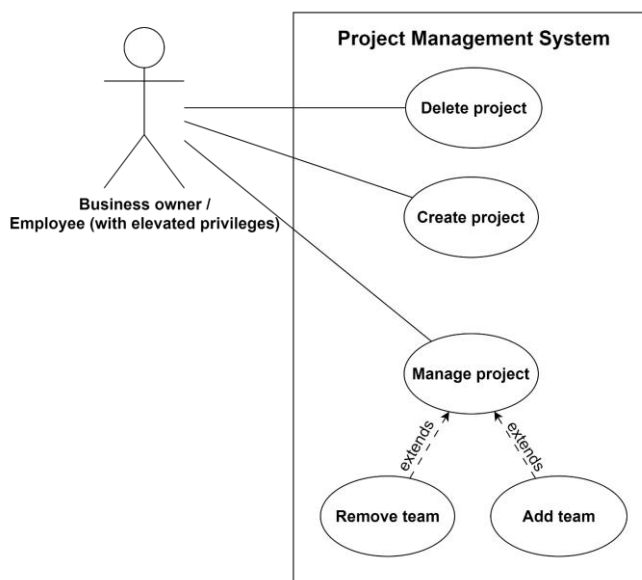 Project Management System
Delete project
Business owner /
Employee (with elevated privileges)
Create project
Manage project
extends
extends
Remove team
Add team